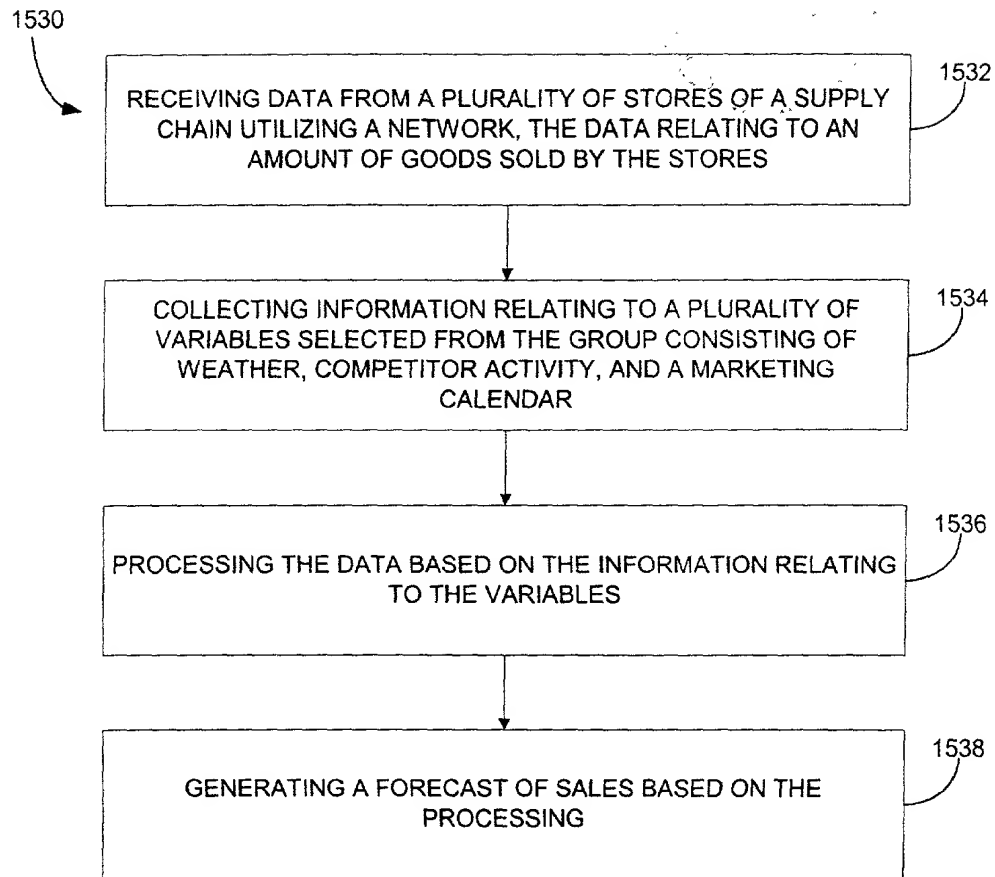 1530
1532
RECEIVING DATA FROM A PLURALITY OF STORES OF A SUPPLY
CHAIN UTILIZING A NETWORK, THE DATA RELATING TO AN
AMOUNT OF GOODS SOLD BY THE STORES
1534
COLLECTING INFORMATION RELATING TO A PLURALITY OF
VARIABLES SELECTED FROM THE GROUP CONSISTING OF
WEATHER, COMPETITOR ACTIVITY, AND A MARKETING
CALENDAR
1536
PROCESSING THE DATA BASED ON THE INFORMATION RELATING
TO THE VARIABLES
1538
GENERATING A FORECAST OF SALES BASED ON THE
PROCESSING